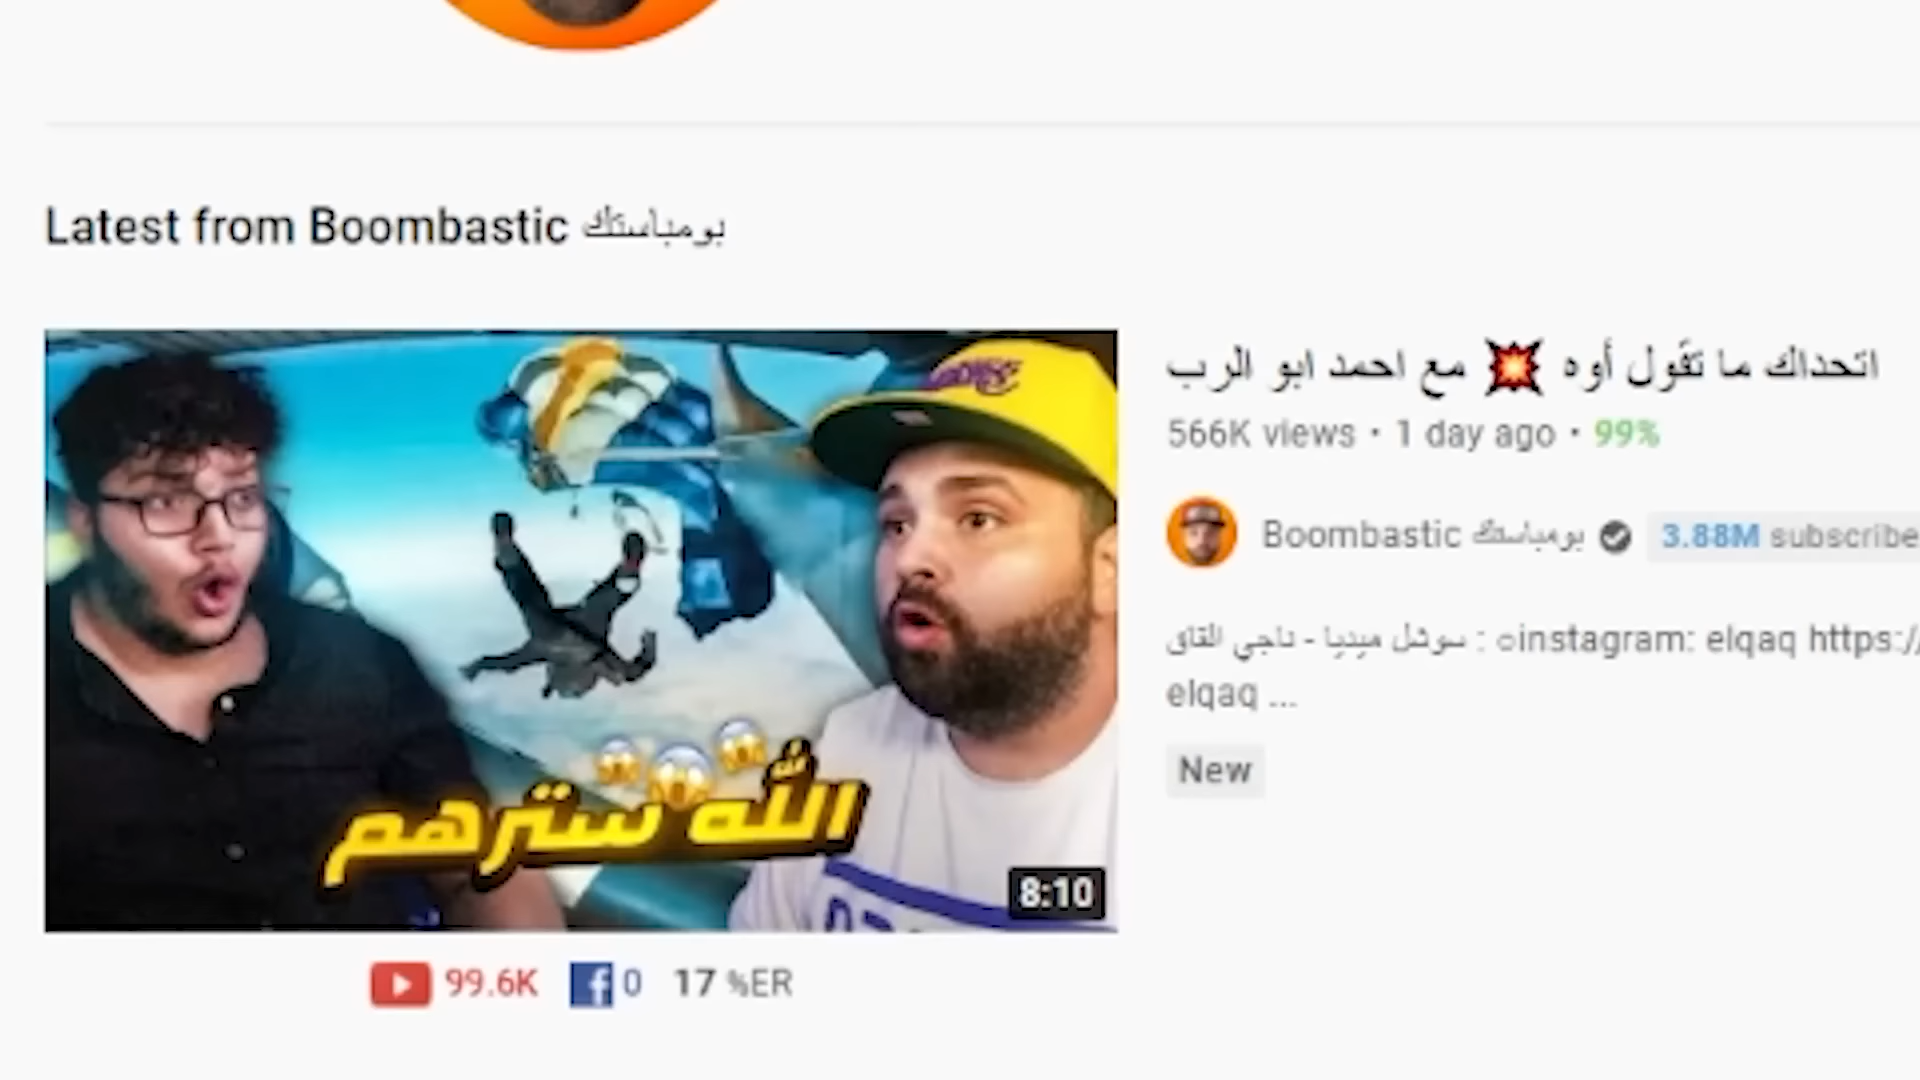 Latest from Boombastic بومباستك
اتحداك ما تقول أوه 💥 مع احمد ابو الرب
566K views • 1 day ago • 99%
Boombastic بومباستك 3.88M subscribe
سوشل ميديا - ناجي القاق : ○instagram: elqaq https:/
elqaq ...
New
الله سترهم
8:10
99.6K 0 17 %ER